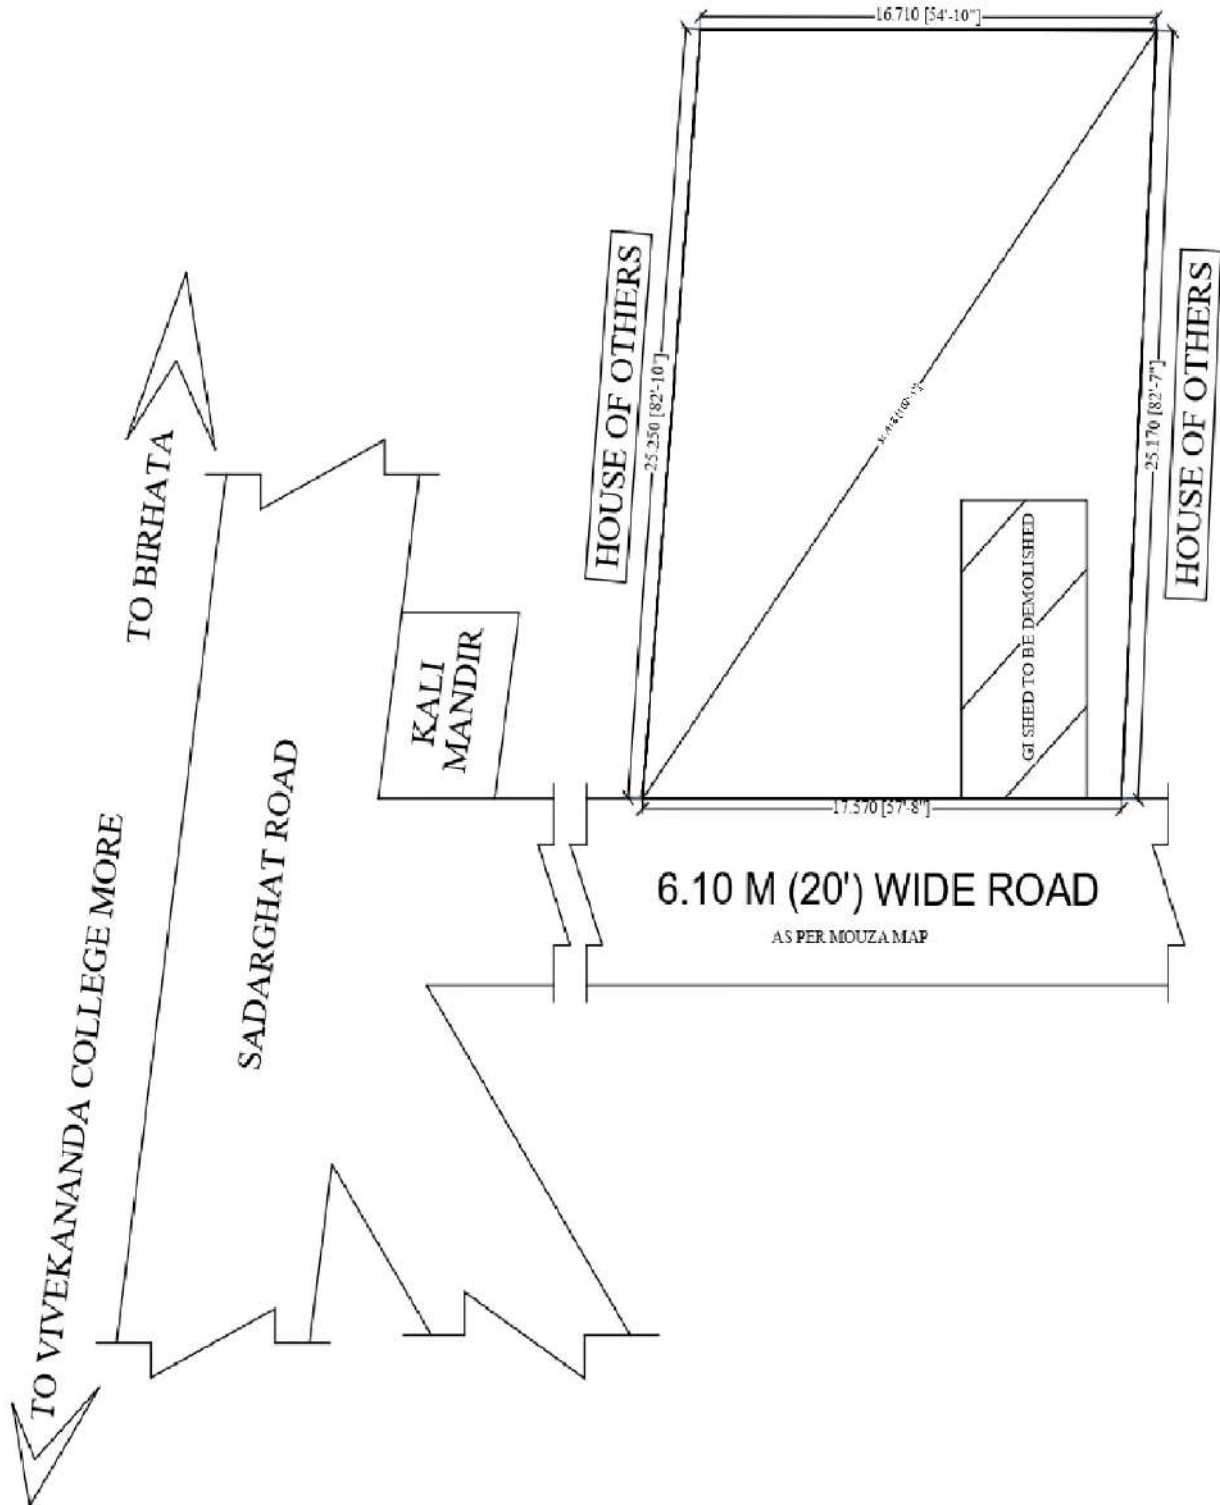 16.710 [54'-10"]
HOUSE OF OTHERS
25.250 [82'-10"]
25.170 [82'-7"]
HOUSE OF OTHERS
TO BIRHATA
GI SHED TO BE DEMOLISHED
KALI
MANDIR
17.570 [57'-8"]
SADARGHAT ROAD
6.10 M (20') WIDE ROAD
AS PER MOUZA MAP
TO VIVEKANANDA COLLEGE MORE